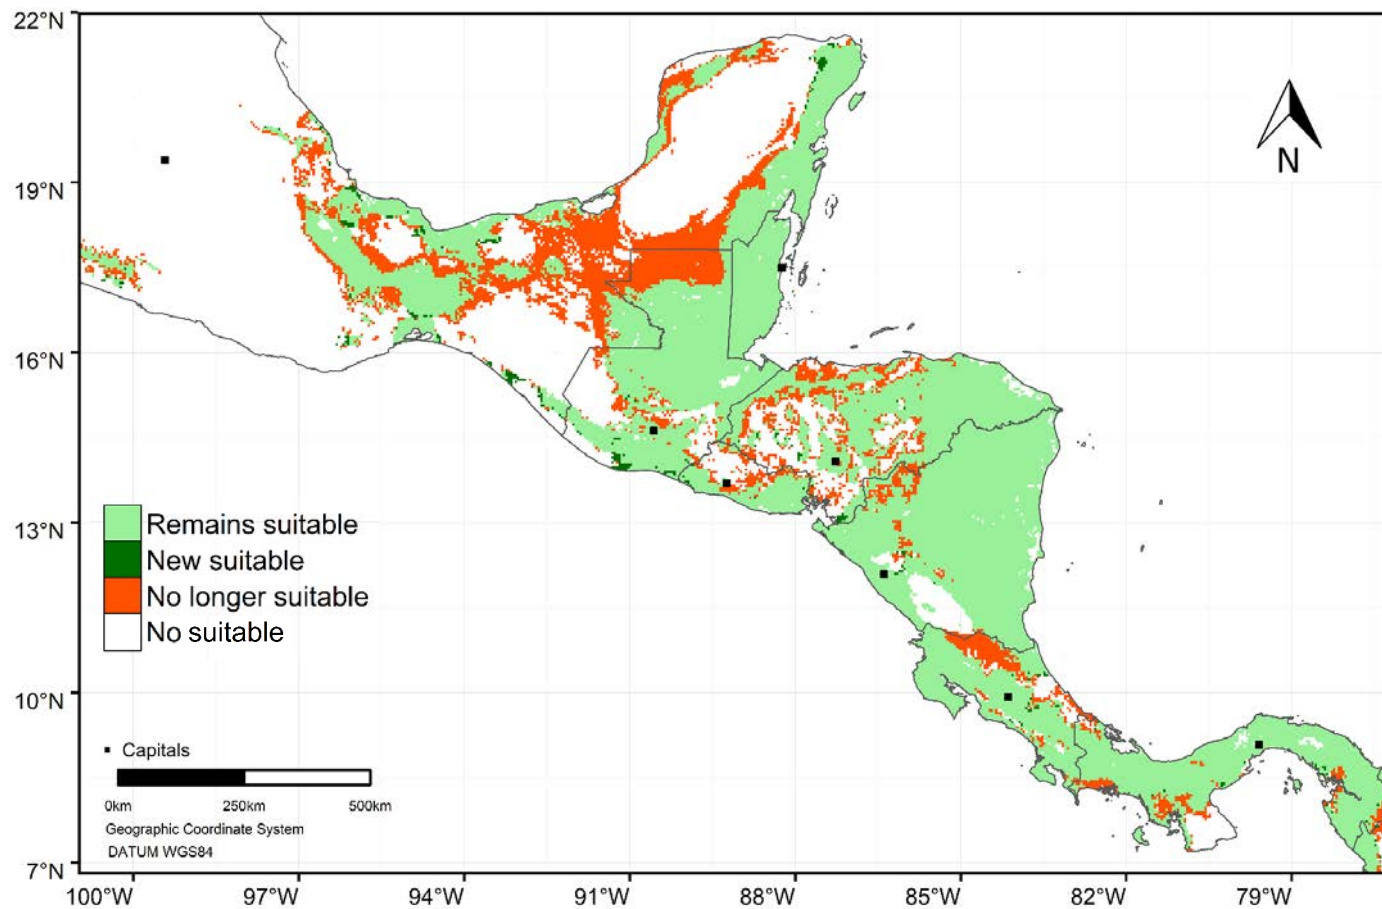 22°N
19°N
16°N
13°N
10°N
7°N
N
Remains suitable
New suitable
No longer suitable
No suitable
Capitals
0km 250km 500km
Geographic Coordinate System
DATUM WGS84
100°W 97°W 94°W 91°W 88°W 85°W 82°W 79°W